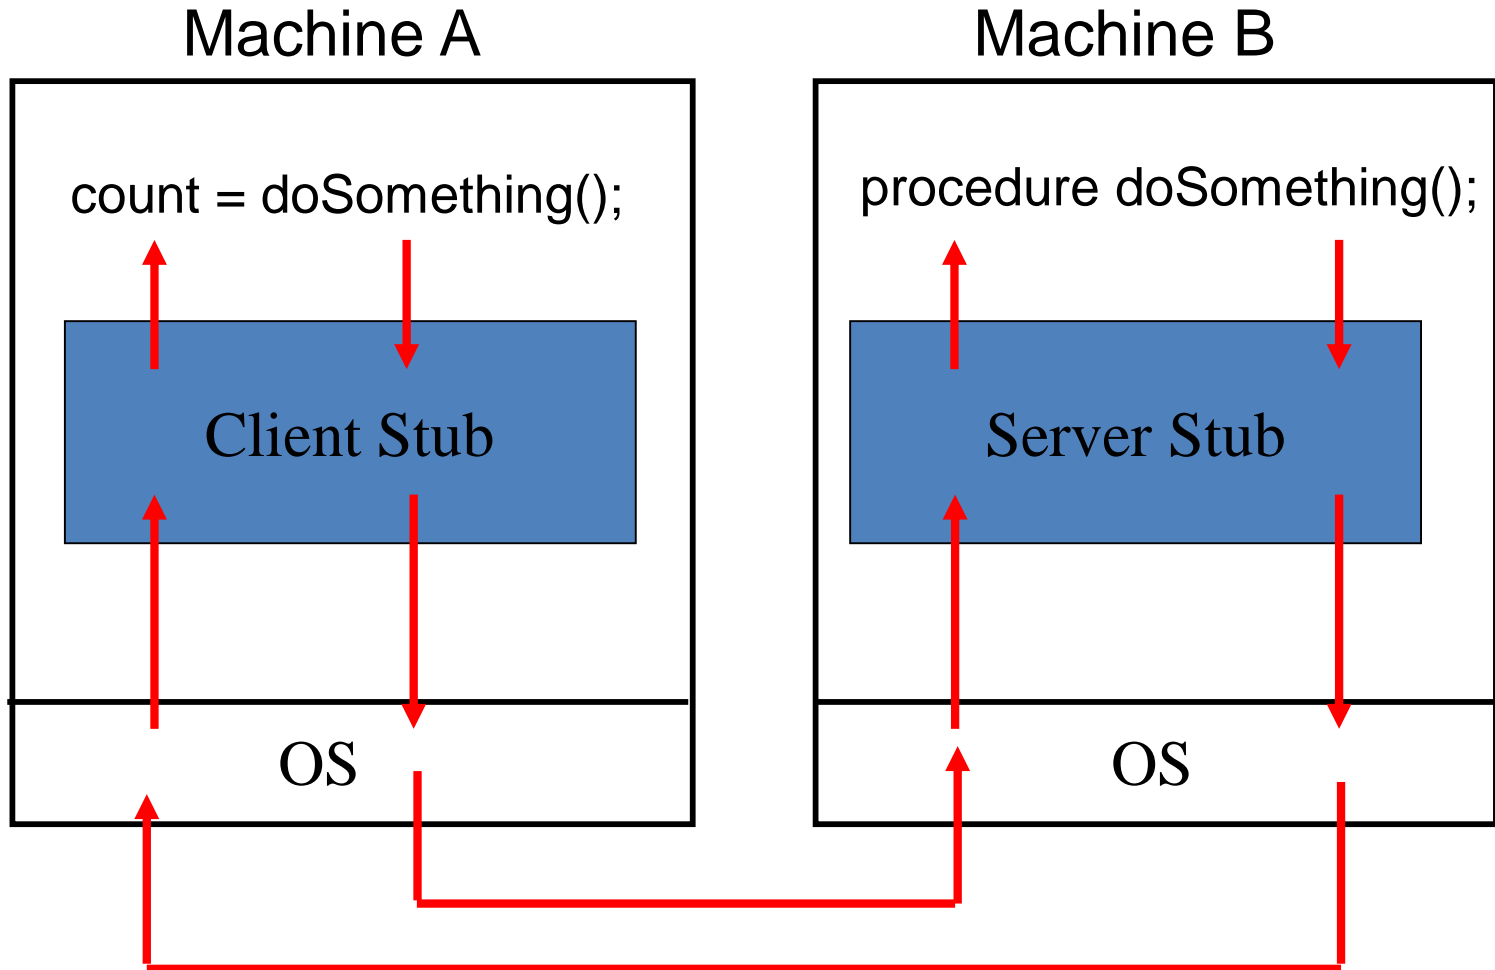 Machine A
Machine B
count = doSomething();
procedure doSomething();
Client Stub
Server Stub
OS
OS